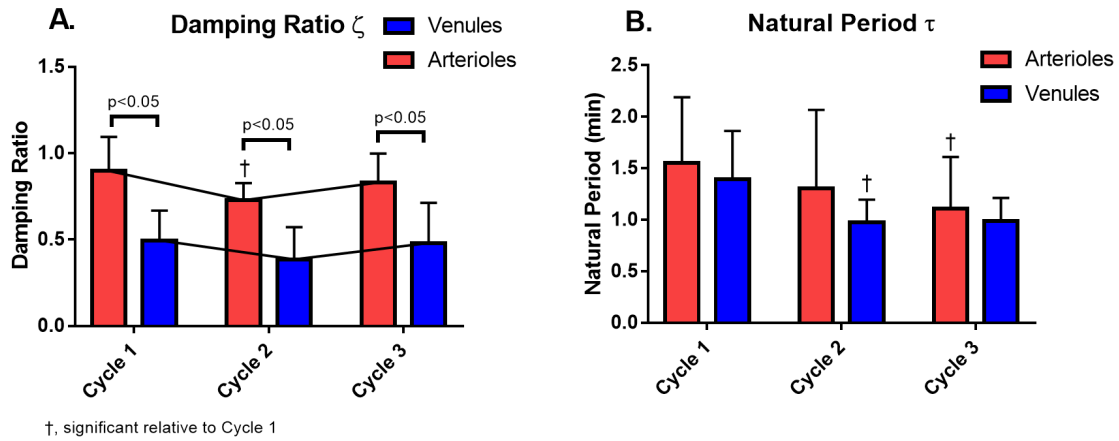 A.
Damping Ratio ζ
Venules
Arterioles
1.5
1.0
0.5
0.0
Damping Ratio
p<0.05
p<0.05
p<0.05
†
Cycle 1
Cycle 2
Cycle 3
†, significant relative to Cycle 1
B.
Natural Period τ
Arterioles
Venules
2.5
2.0
1.5
1.0
0.5
0.0
Natural Period (min)
†
†
Cycle 1
Cycle 2
Cycle 3